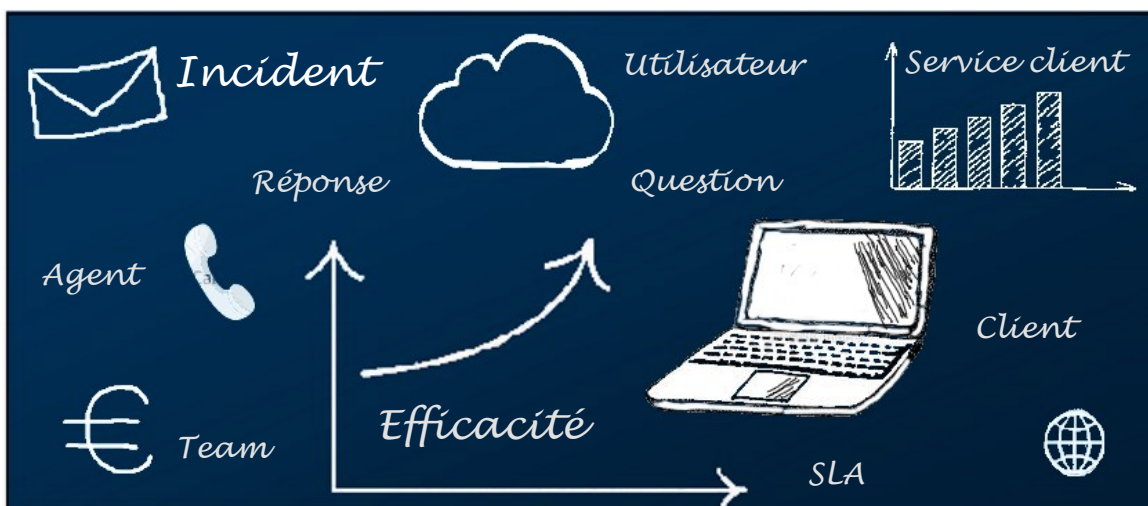 Incident
Utilisateur
Service client
Réponse
Question
Agent
Client
Efficacité
Team
SLA